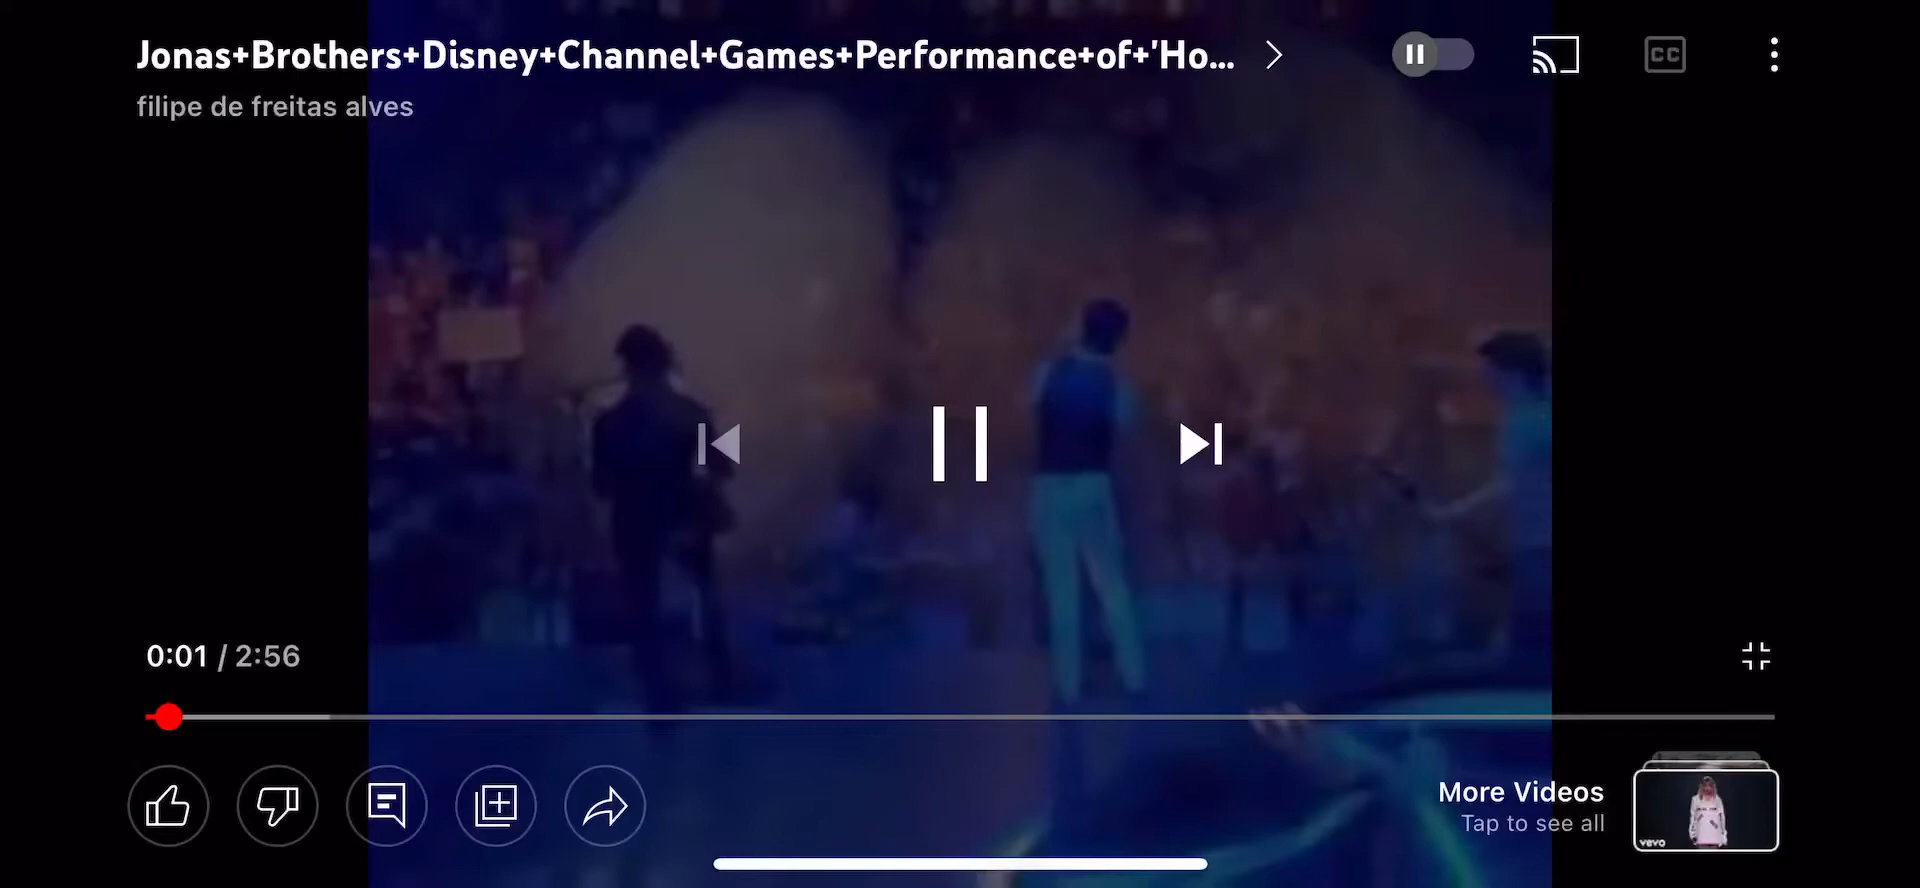 Jonas+Brothers+Disney+Channel+Games+Performance+of+'Ho...
filipe de freitas alves
CC
0:01 / 2:56
More Videos
Tap to see all
vevo